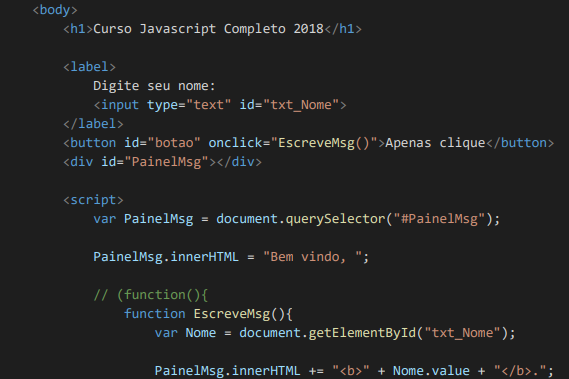 <body>
<h1>Curso Javascript Completo 2018</h1>
<label>
Digite seu nome:
<input type="text" id="txt_Nome">
</label>
<button id="botao" onclick="EscreveMsg()">Apenas clique</button>
<div id="PainelMsg"></div>
<script>
var PainelMsg = document.querySelector("#PainelMsg");
PainelMsg.innerHTML = "Bem vindo, ";
// (function(){
function EscreveMsg(){
var Nome = document.getElementById("txt_Nome");
PainelMsg.innerHTML += "<b>" + Nome.value + "</b>.";